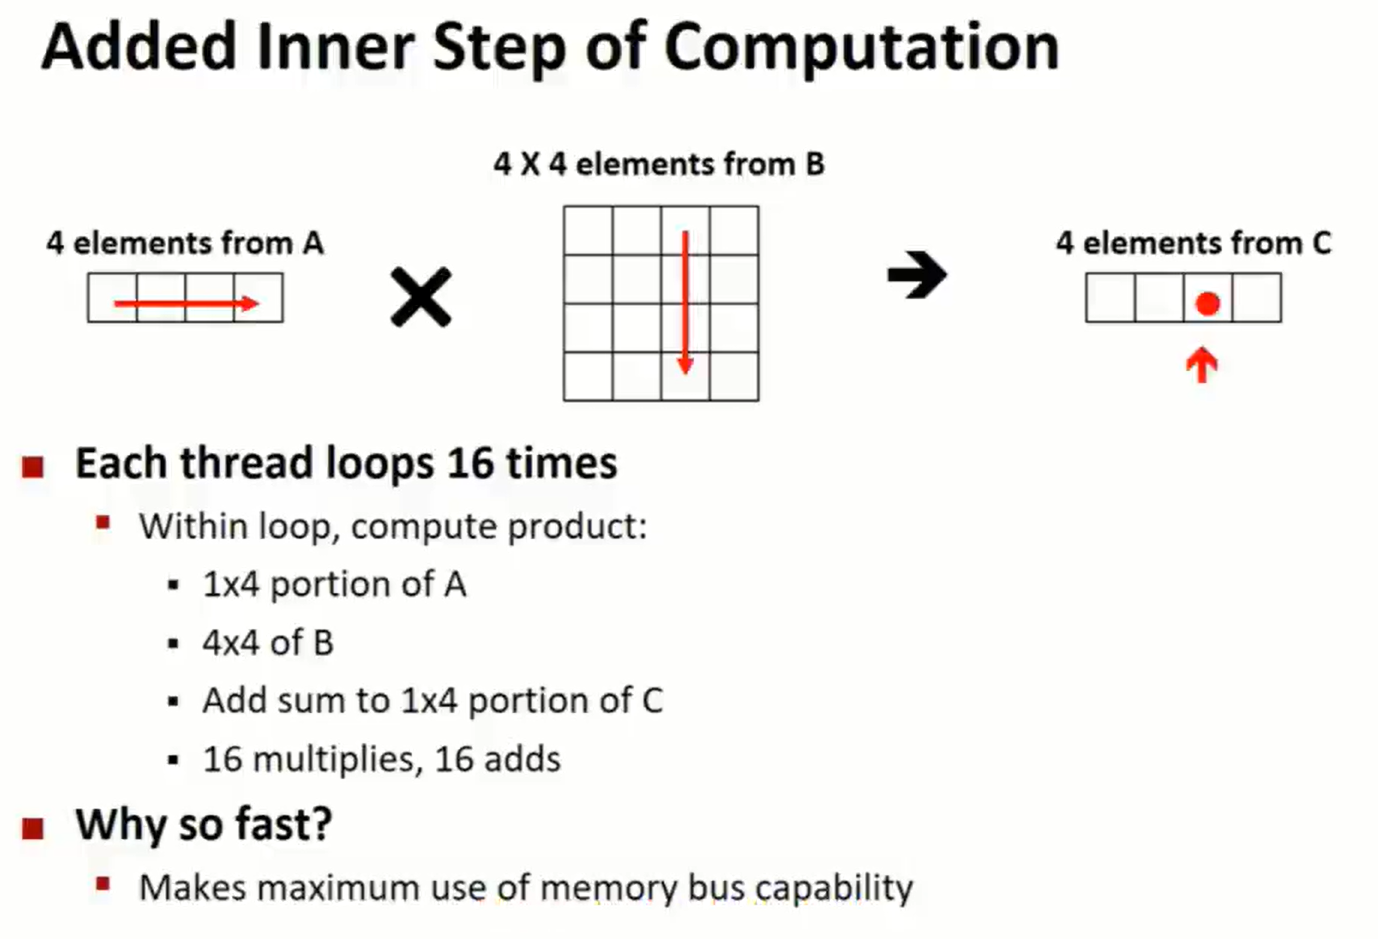 Added Inner Step of Computation
4 X 4 elements from B
4 elements from A
4 elements from C
Each thread loops 16 times
Within loop, compute product:
1x4 portion of A
4x4 of B
Add sum to 1x4 portion of C
16 multiplies, 16 adds
Why so fast?
Makes maximum use of memory bus capability